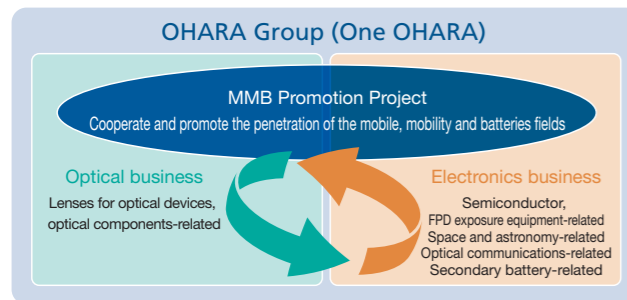 OHARA Group (One OHARA)
MMB Promotion Project
Cooperate and promote the penetration of the mobile, mobility and batteries fields
Optical business
Lenses for optical devices,
optical components-related
Electronics business
Semiconductor,
FPD exposure equipment-related
Space and astronomy-related
Optical communications-related
Secondary battery-related